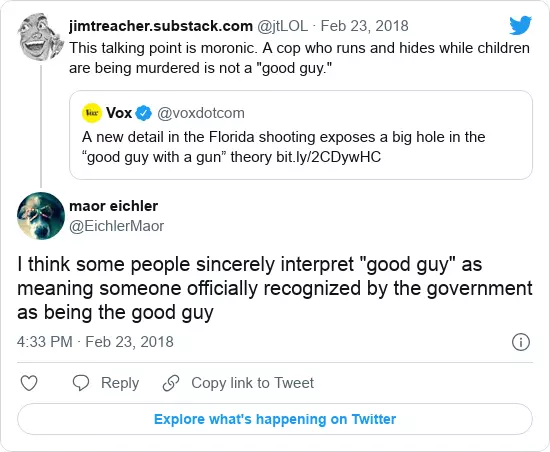 jimtreacher.substack.com @jtLOL · Feb 23, 2018
This talking point is moronic. A cop who runs and hides while children
are being murdered is not a "good guy."
Vox @voxdotcom
A new detail in the Florida shooting exposes a big hole in the
“good guy with a gun” theory bit.ly/2CDywHC
maor eichler
@EichlerMaor
I think some people sincerely interpret "good guy" as
meaning someone officially recognized by the government
as being the good guy
4:33 PM · Feb 23, 2018
Reply Copy link to Tweet
Explore what's happening on Twitter